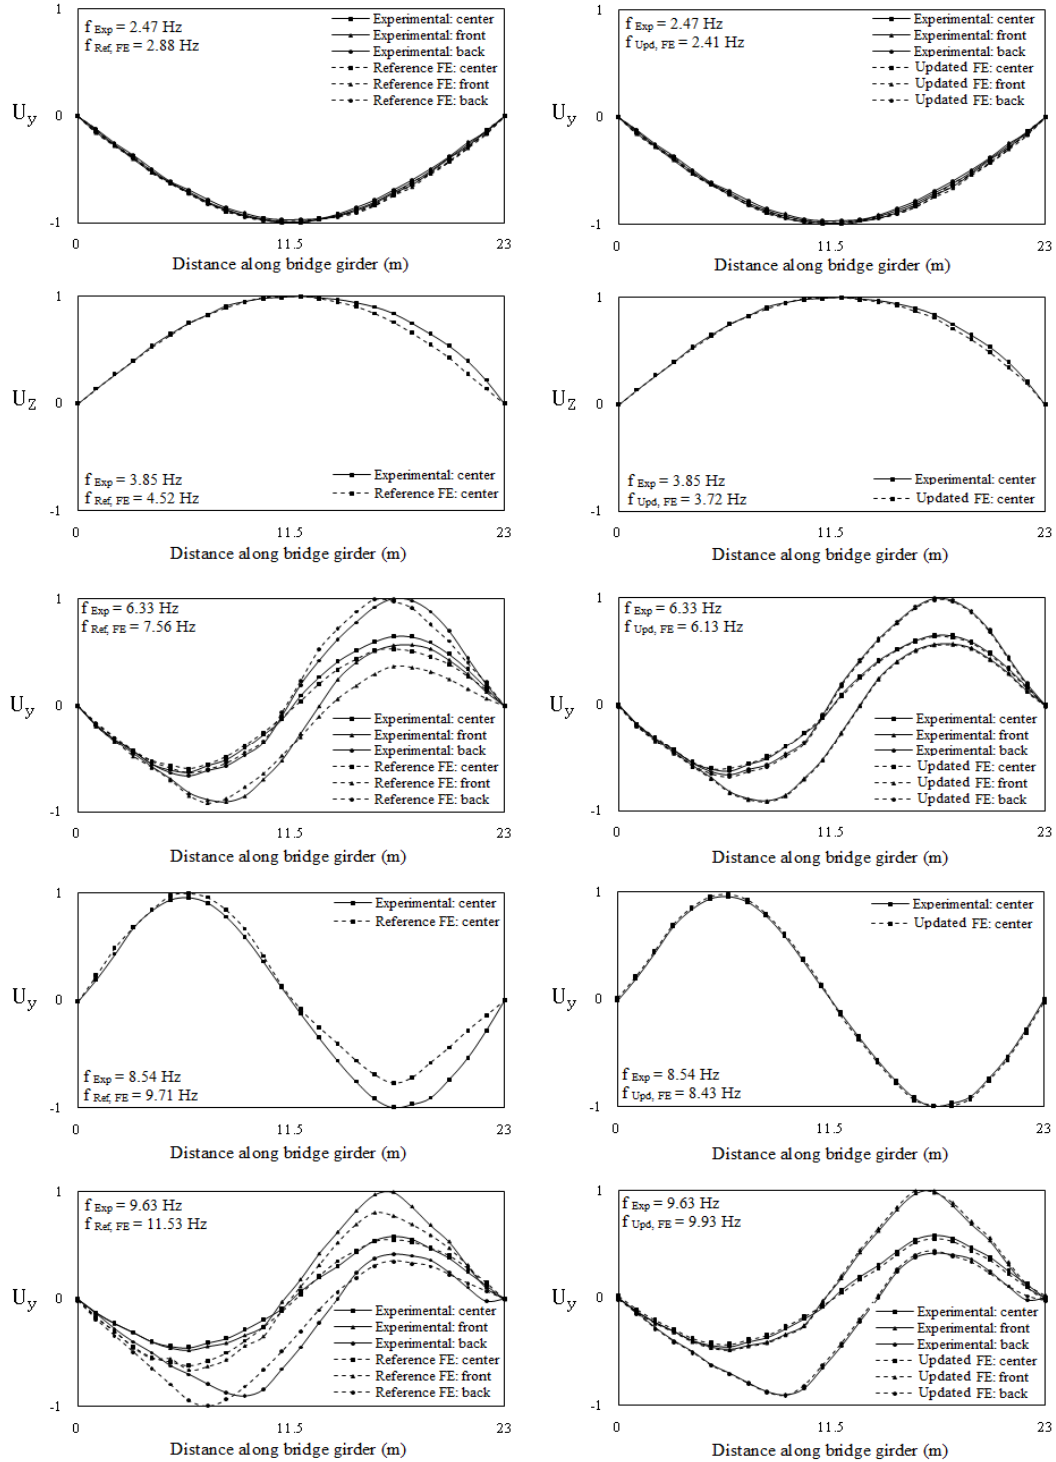 1
f Exp = 2.47 Hz
f Ref, FE = 2.88 Hz
Experimental: center
Experimental: front
Experimental: back
Reference FE: center
Reference FE: front
Reference FE: back
Uy
0
-1
0
11.5
23
Distance along bridge girder (m)
1
f Exp = 2.47 Hz
f Upd, FE = 2.41 Hz
Experimental: center
Experimental: front
Experimental: back
Updated FE: center
Updated FE: front
Updated FE: back
Uy
0
-1
0
11.5
23
Distance along bridge girder (m)
1
UZ
0
f Exp = 3.85 Hz
f Ref, FE = 4.52 Hz
Experimental: center
Reference FE: center
-1
0
11.5
23
Distance along bridge girder (m)
1
UZ
0
f Exp = 3.85 Hz
f Upd, FE = 3.72 Hz
Experimental: center
Updated FE: center
-1
0
11.5
23
Distance along bridge girder (m)
1
f Exp = 6.33 Hz
f Ref, FE = 7.56 Hz
Uy
0
Experimental: center
Experimental: front
Experimental: back
Reference FE: center
Reference FE: front
Reference FE: back
-1
0
11.5
23
Distance along bridge girder (m)
1
f Exp = 6.33 Hz
f Upd, FE = 6.13 Hz
Uy
0
Experimental: center
Experimental: front
Experimental: back
Updated FE: center
Updated FE: front
Updated FE: back
-1
0
11.5
23
Distance along bridge girder (m)
1
Experimental: center
Reference FE: center
Uy
0
f Exp = 8.54 Hz
f Ref, FE = 9.71 Hz
-1
0
11.5
23
Distance along bridge girder (m)
1
Experimental: center
Updated FE: center
Uy
0
f Exp = 8.54 Hz
f Upd, FE = 8.43 Hz
-1
0
11.5
23
Distance along bridge girder (m)
1
f Exp = 9.63 Hz
f Ref, FE = 11.53 Hz
Uy
0
Experimental: center
Experimental: front
Experimental: back
Reference FE: center
Reference FE: front
Reference FE: back
-1
0
11.5
23
Distance along bridge girder (m)
1
f Exp = 9.63 Hz
f Upd, FE = 9.93 Hz
Uy
0
Experimental: center
Experimental: front
Experimental: back
Updated FE: center
Updated FE: front
Updated FE: back
-1
0
11.5
23
Distance along bridge girder (m)